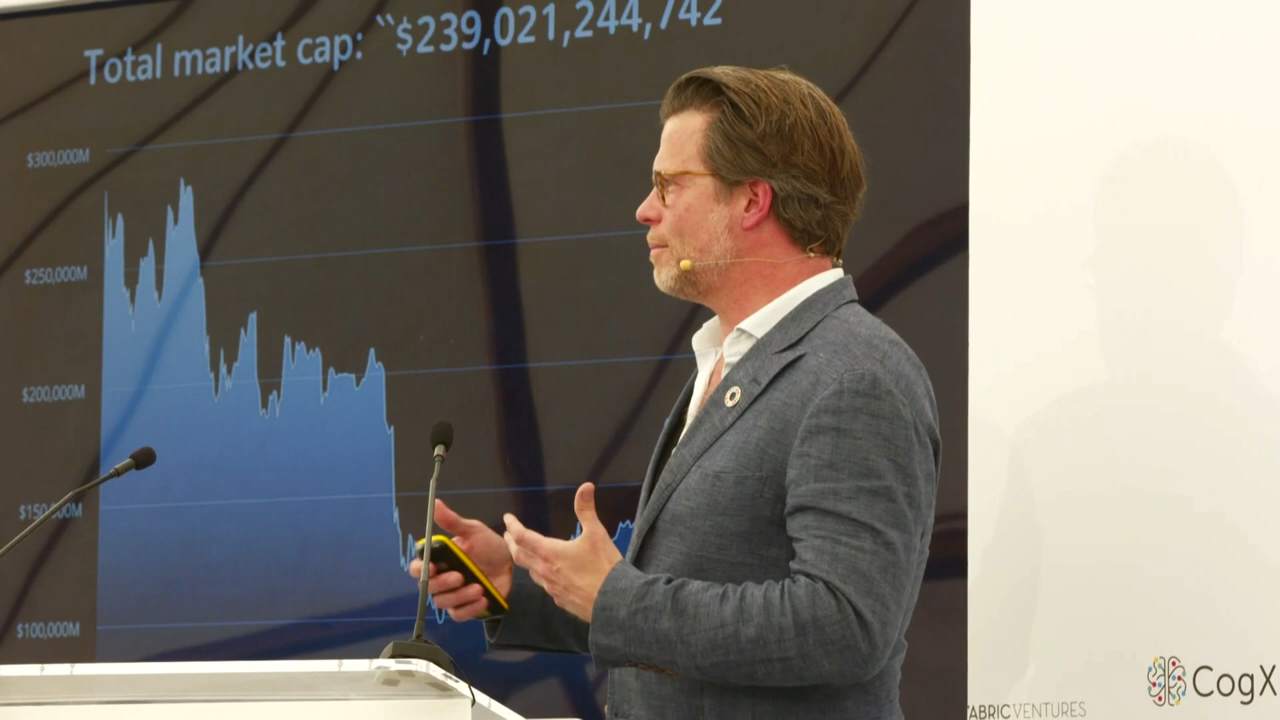 Total market cap: ``$239,021,244,742
$300,000M
$250,000M
$200,000M
$150,000M
$100,000M
FABRIC VENTURES
CogX